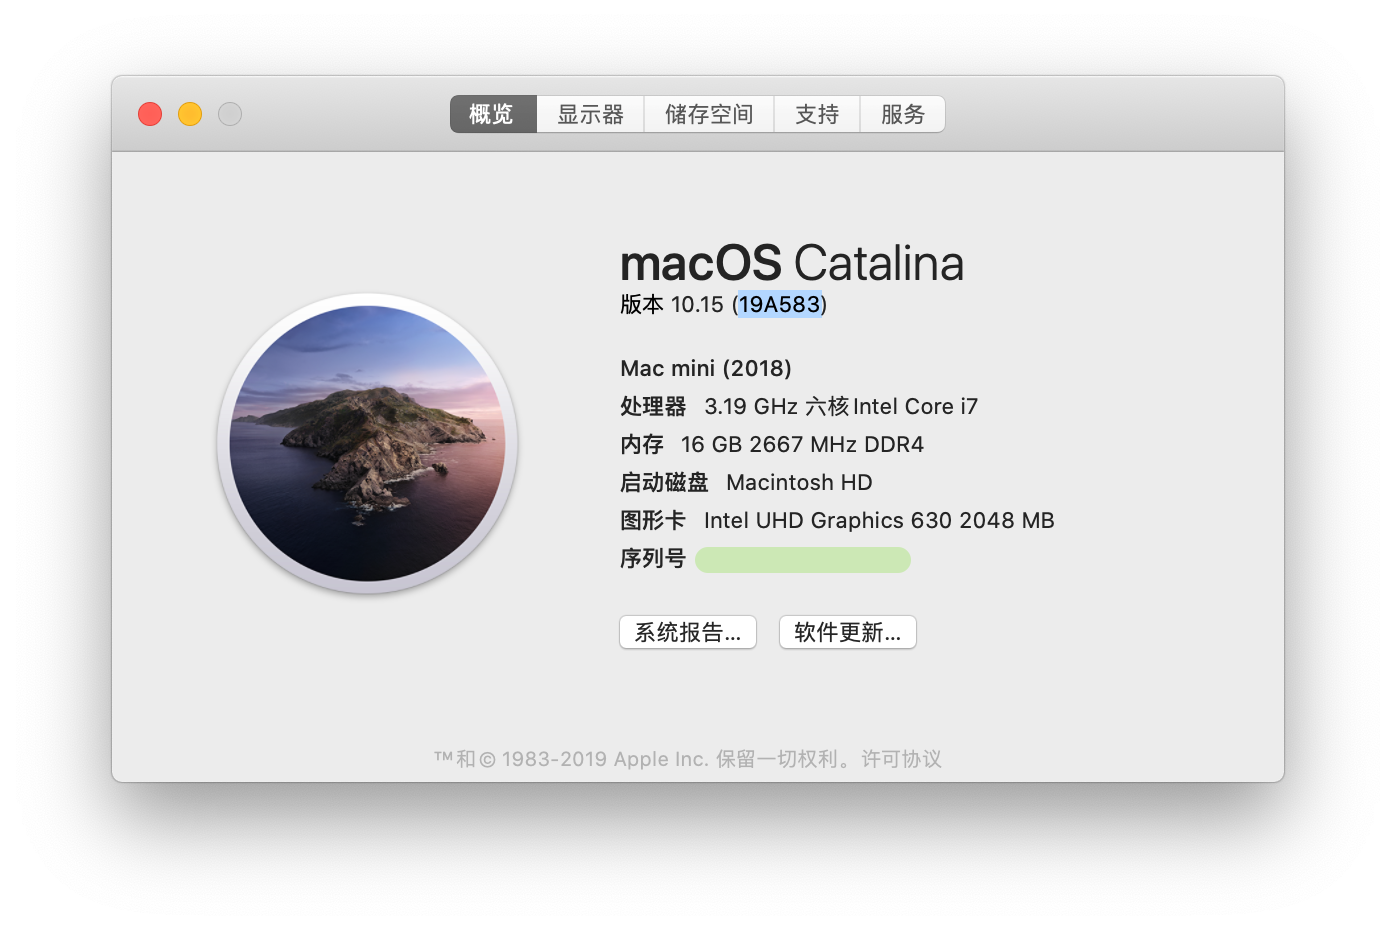 概览 显示器 储存空间 支持 服务
macOS Catalina
版本 10.15 (19A583)
Mac mini (2018)
处理器 3.19 GHz 六核Intel Core i7
内存 16 GB 2667 MHz DDR4
启动磁盘 Macintosh HD
图形卡 Intel UHD Graphics 630 2048 MB
序列号
系统报告... 软件更新...
™和© 1983-2019 Apple Inc. 保留一切权利。许可协议